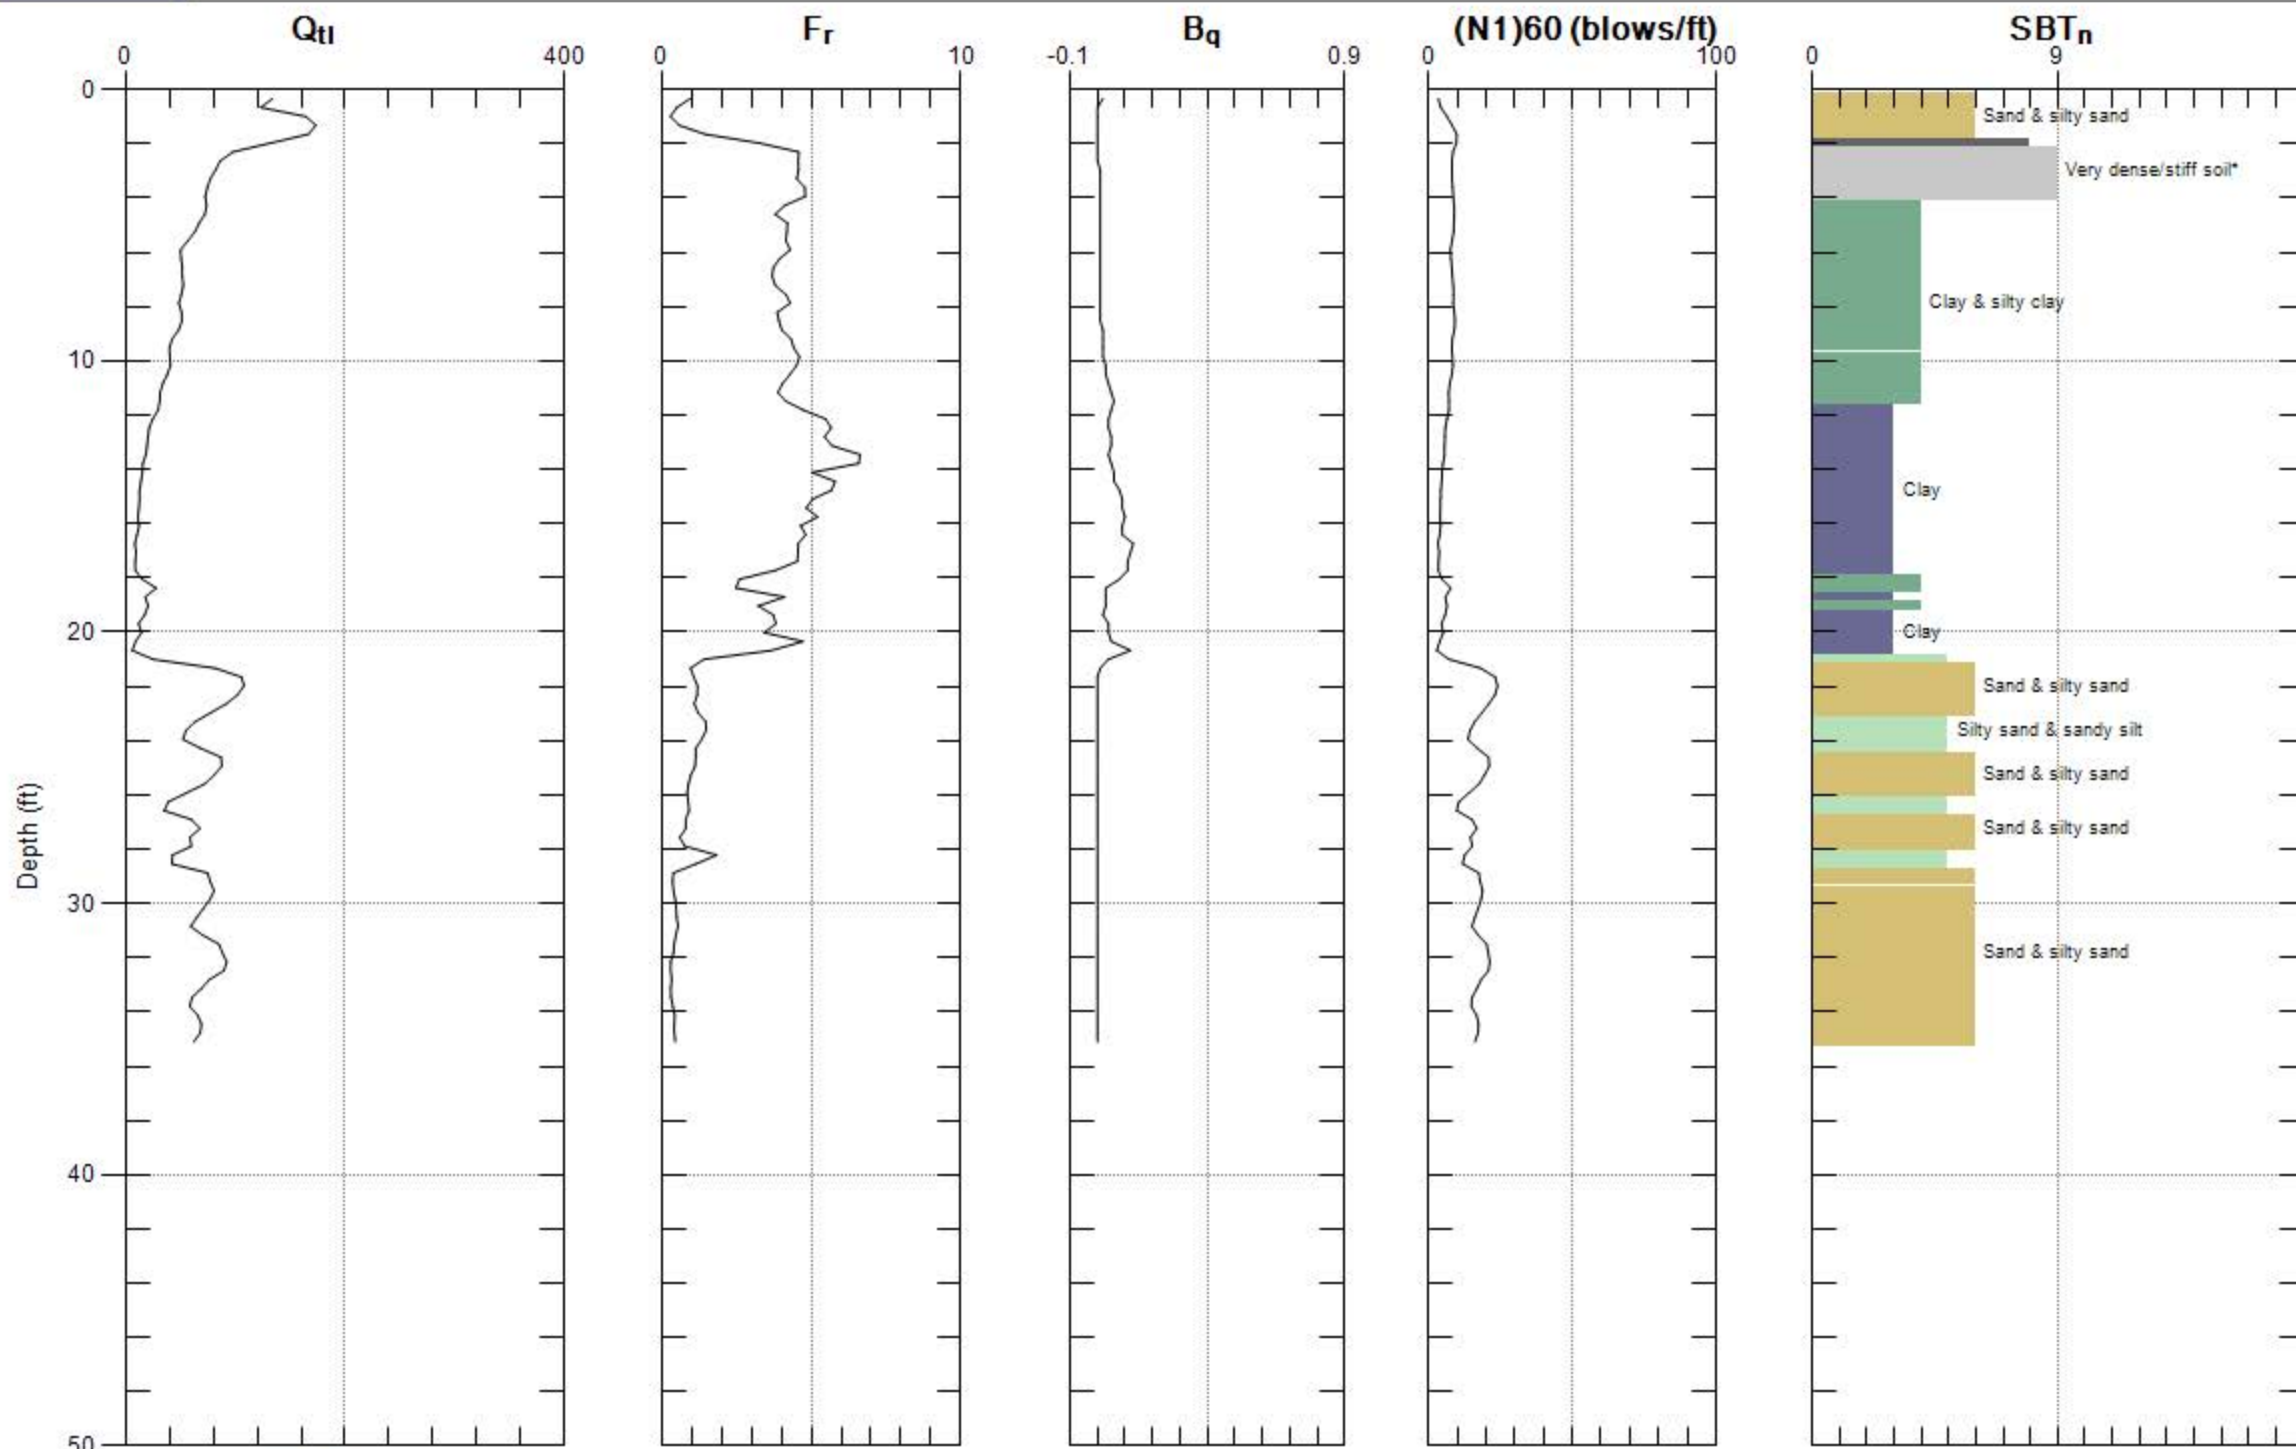 Qtl
Fr
Bq
(N1)60 (blows/ft)
SBTn
0 400
0 10
-0.1 0.9
0 100
0 9
0
Sand & silty sand
Very dense/stiff soil*
Clay & silty clay
10
Clay
20
Clay
Sand & silty sand
Silty sand & sandy silt
Sand & silty sand
Sand & silty sand
Depth (ft)
30
Sand & silty sand
40
50